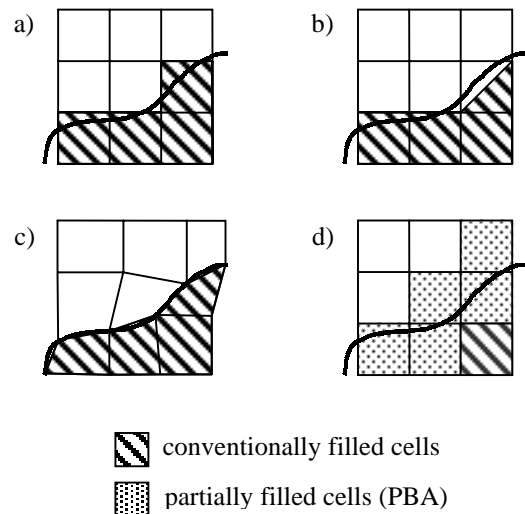 a)
b)
c)
d)
conventionally filled cells
partially filled cells (PBA)